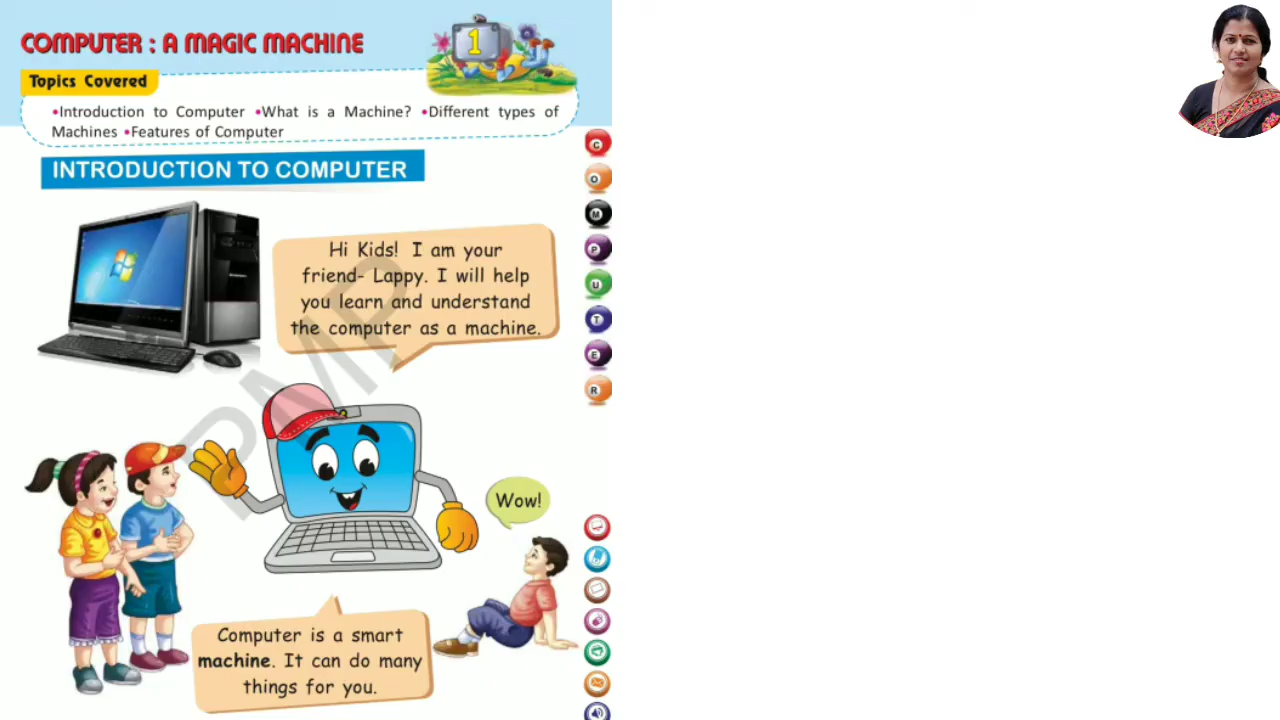 COMPUTER : A MAGIC MACHINE
1
Topics Covered
•Introduction to Computer •What is a Machine? •Different types of
Machines •Features of Computer
INTRODUCTION TO COMPUTER
Hi Kids! I am your
friend- Lappy. I will help
you learn and understand
the computer as a machine.
Wow!
Computer is a smart
machine. It can do many
things for you.
C
O
M
P
U
T
E
R
PMP